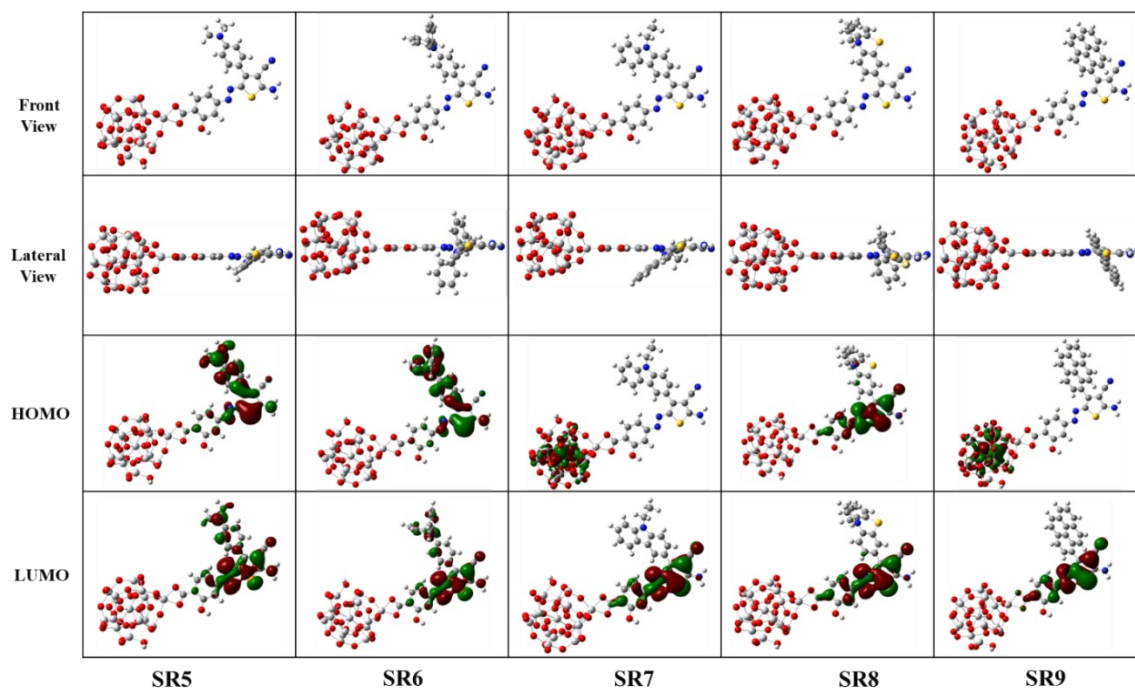 Front
View
Lateral
View
HOMO
LUMO
SR5 SR6 SR7 SR8 SR9